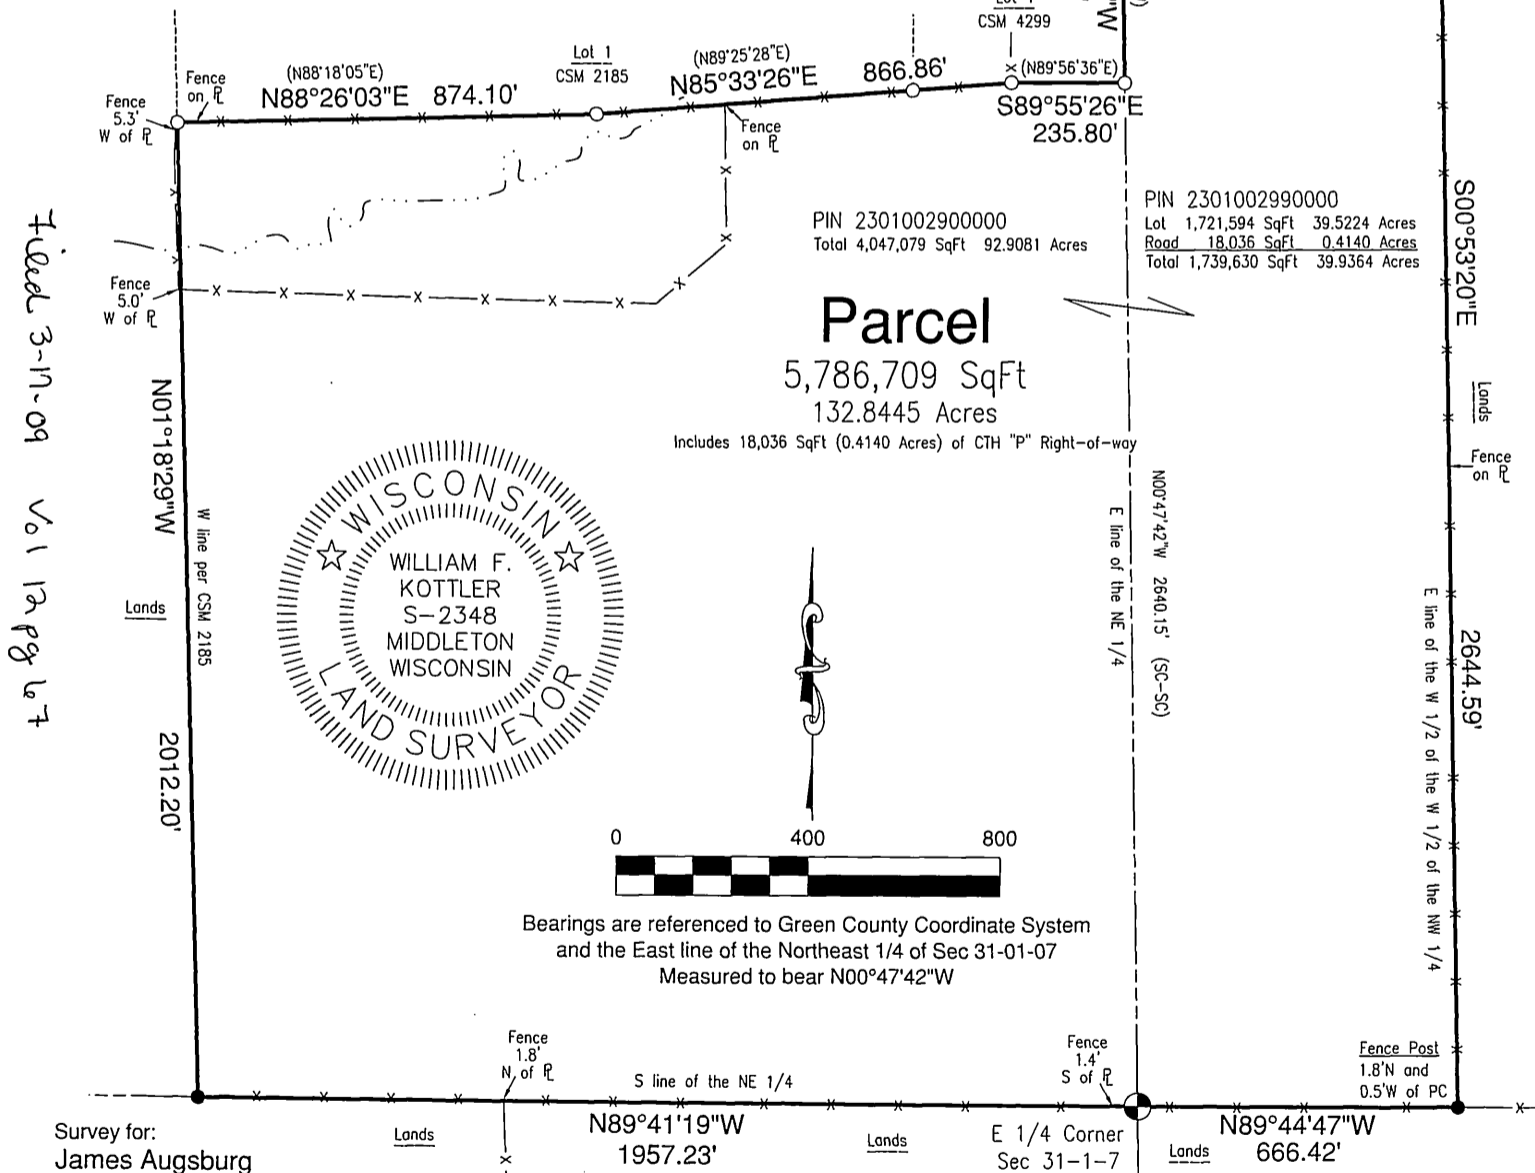 Lot 1
CSM 4299
"W
Lot 1
CSM 2185
(N88°18'05"E)
N88°26'03"E 874.10'
(N89°25'28"E)
N85°33'26"E
866.86'
(N89°56'36"E)
S89°55'26"E
235.80'
Fence
on PL
Fence
5.3'
W of PL
Fence
on PL
PIN 2301002900000
Total 4,047,079 SqFt 92.9081 Acres
PIN 2301002990000
Lot 1,721,594 SqFt 39.5224 Acres
Road 18,036 SqFt 0.4140 Acres
Total 1,739,630 SqFt 39.9364 Acres
S00°53'20"E
Fence
5.0'
W of PL
Parcel
5,786,709 SqFt
132.8445 Acres
Includes 18,036 SqFt (0.4140 Acres) of CTH "P" Right-of-way
Filed 3-17-09 Vol 12 pg 67
N01°18'29"W
W line per CSM 2185
Lands
2012.20'
WISCONSIN
WILLIAM F.
KOTTLER
S-2348
MIDDLETON
WISCONSIN
LAND SURVEYOR
Lands
Fence
on PL
E line of the NE 1/4
N00°47'42"W 2640.15' (SC-SC)
E line of the W 1/2 of the W 1/2 of the NW 1/4
2644.59'
0 400 800
Bearings are referenced to Green County Coordinate System
and the East line of the Northeast 1/4 of Sec 31-01-07
Measured to bear N00°47'42"W
Fence
1.8'
N of PL
S line of the NE 1/4
Fence
1.4'
S of PL
Fence Post
1.8'N and
0.5'W of PC
N89°41'19"W
1957.23'
N89°44'47"W
666.42'
Lands
Lands
E 1/4 Corner
Sec 31-1-7
Lands
Survey for:
James Augsburg